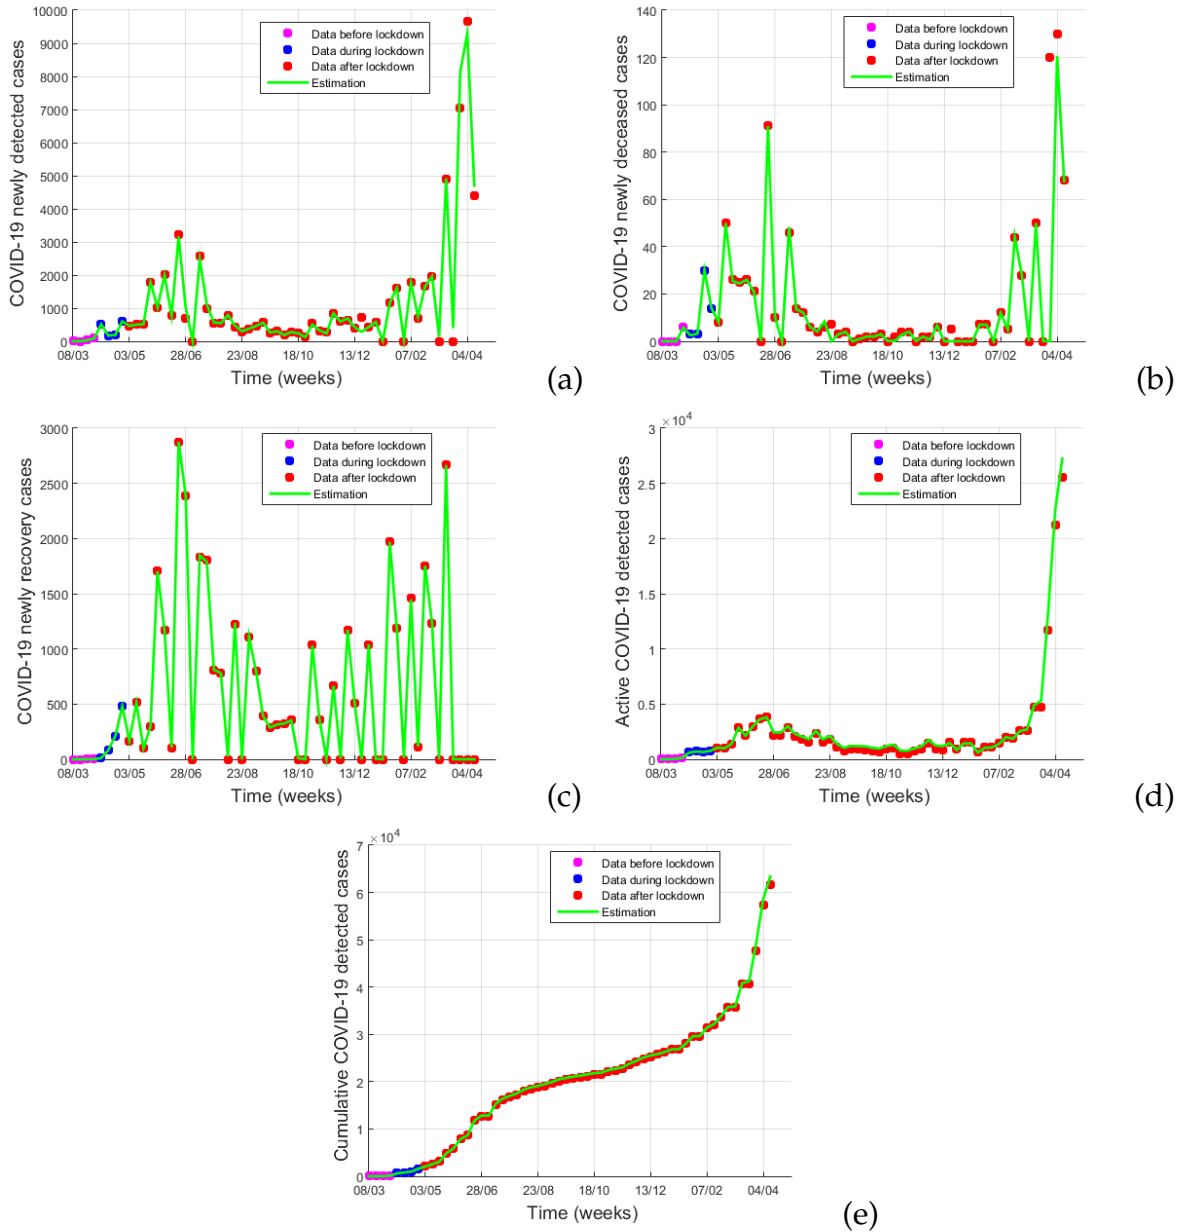 COVID-19 newly detected cases
10000
9000
8000
7000
6000
5000
4000
3000
2000
1000
0
Data before lockdown
Data during lockdown
Data after lockdown
Estimation
08/03 03/05 28/06 23/08 18/10 13/12 07/02 04/04
Time (weeks)
(a)
COVID-19 newly deceased cases
140
120
100
80
60
40
20
0
Data before lockdown
Data during lockdown
Data after lockdown
Estimation
08/03 03/05 28/06 23/08 18/10 13/12 07/02 04/04
Time (weeks)
(b)
COVID-19 newly recovery cases
3000
2500
2000
1500
1000
500
0
Data before lockdown
Data during lockdown
Data after lockdown
Estimation
08/03 03/05 28/06 23/08 18/10 13/12 07/02 04/04
Time (weeks)
(c)
Active COVID-19 detected cases
×10^4
3
2.5
2
1.5
1
0.5
0
Data before lockdown
Data during lockdown
Data after lockdown
Estimation
08/03 03/05 28/06 23/08 18/10 13/12 07/02 04/04
Time (weeks)
(d)
Cumulative COVID-19 detected cases
×10^4
7
6
5
4
3
2
1
0
Data before lockdown
Data during lockdown
Data after lockdown
Estimation
08/03 03/05 28/06 23/08 18/10 13/12 07/02 04/04
Time (weeks)
(e)